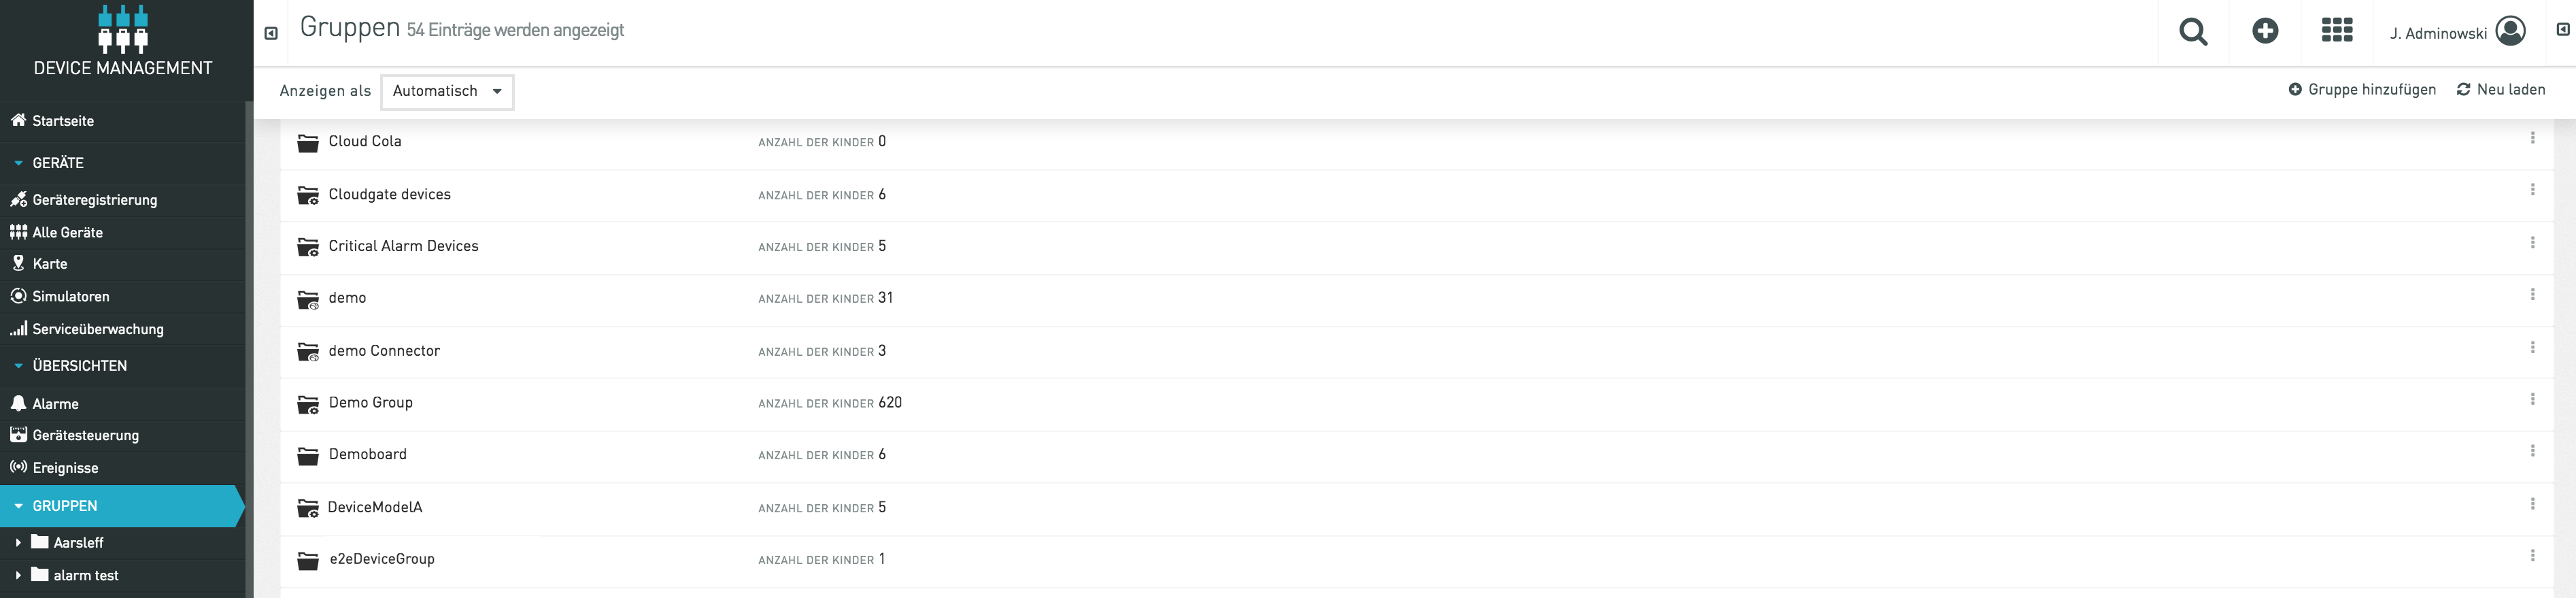 DEVICE MANAGEMENT
Startseite
GERÄTE
Geräteregistrierung
Alle Geräte
Karte
Simulatoren
Serviceüberwachung
ÜBERSICHTEN
Alarme
Gerätesteuerung
Ereignisse
GRUPPEN
Aarsleff
alarm test
Gruppen 54 Einträge werden angezeigt
J. Adminowski
Anzeigen als Automatisch
Gruppe hinzufügen Neu laden
Cloud Cola ANZAHL DER KINDER 0
Cloudgate devices ANZAHL DER KINDER 6
Critical Alarm Devices ANZAHL DER KINDER 5
demo ANZAHL DER KINDER 31
demo Connector ANZAHL DER KINDER 3
Demo Group ANZAHL DER KINDER 620
Demoboard ANZAHL DER KINDER 6
DeviceModelA ANZAHL DER KINDER 5
e2eDeviceGroup ANZAHL DER KINDER 1